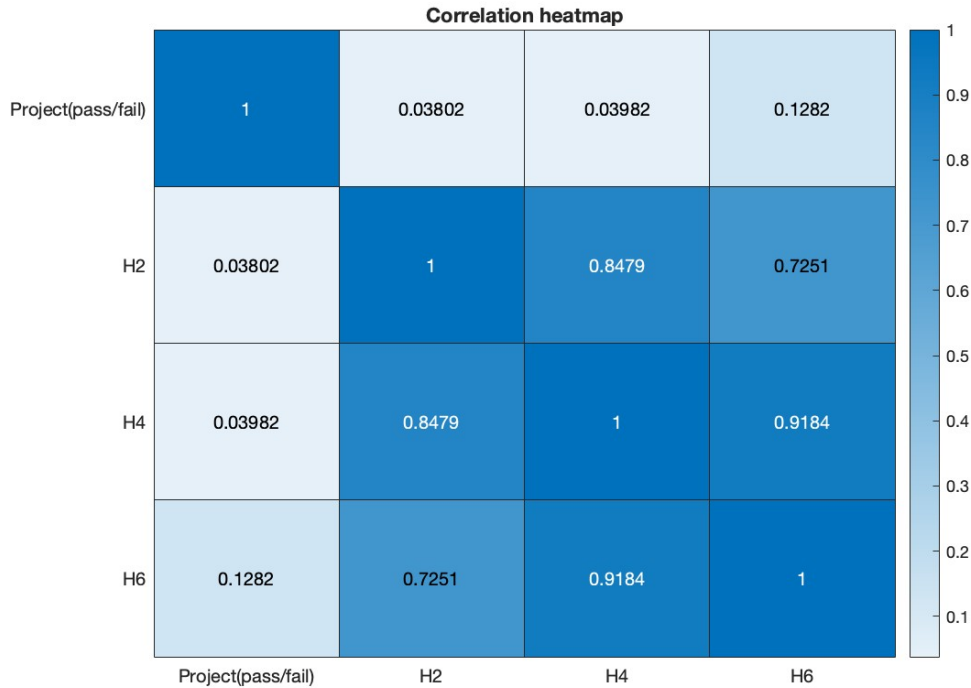 Correlation heatmap
Project(pass/fail) 1 0.03802 0.03982 0.1282
H2 0.03802 1 0.8479 0.7251
H4 0.03982 0.8479 1 0.9184
H6 0.1282 0.7251 0.9184 1
Project(pass/fail) H2 H4 H6
1
0.9
0.8
0.7
0.6
0.5
0.4
0.3
0.2
0.1